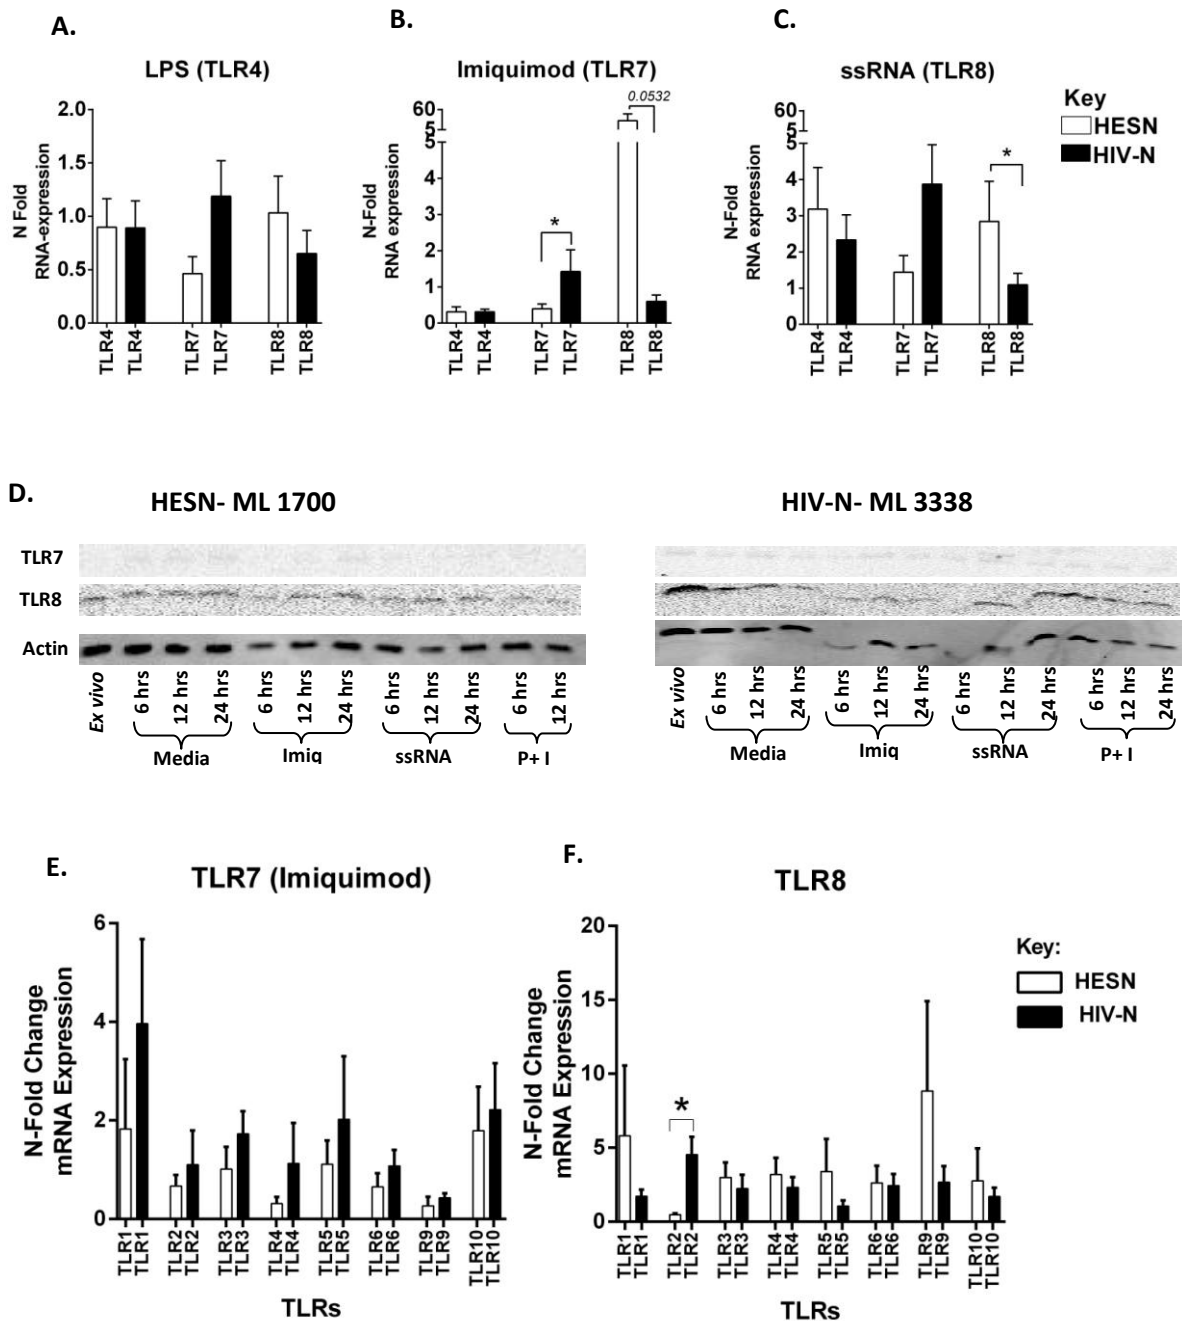 A.
B.
C.
LPS (TLR4)
Imiquimod (TLR7)
ssRNA (TLR8)
Key
HESN
HIV-N
N Fold
RNA-expression
2.0
1.5
1.0
0.5
0.0
TLR4
TLR4
TLR7
TLR7
TLR8
TLR8
N-Fold
RNA expression
60
5
5
4
3
2
1
0
*
0.0532
TLR4
TLR4
TLR7
TLR7
TLR8
TLR8
N-Fold
RNA expression
60
5
5
4
3
2
1
0
*
TLR4
TLR4
TLR7
TLR7
TLR8
TLR8
D.
HESN- ML 1700
HIV-N- ML 3338
TLR7
TLR8
Actin
Ex vivo
6 hrs
12 hrs
24 hrs
6 hrs
12 hrs
24 hrs
6 hrs
12 hrs
24 hrs
6 hrs
12 hrs
Media
Imiq
ssRNA
P+ I
Ex vivo
6 hrs
12 hrs
24 hrs
6 hrs
12 hrs
24 hrs
6 hrs
12 hrs
24 hrs
6 hrs
12 hrs
24 hrs
Media
Imiq
ssRNA
P+ I
E.
TLR7 (Imiquimod)
N-Fold Change
mRNA Expression
6
4
2
0
TLR1
TLR1
TLR2
TLR2
TLR3
TLR3
TLR4
TLR4
TLR5
TLR5
TLR6
TLR6
TLR9
TLR9
TLR10
TLR10
TLRs
F.
TLR8
N-Fold Change
mRNA Expression
20
15
10
5
0
*
TLR1
TLR1
TLR2
TLR2
TLR3
TLR3
TLR4
TLR4
TLR5
TLR5
TLR6
TLR6
TLR9
TLR9
TLR10
TLR10
TLRs
Key:
HESN
HIV-N